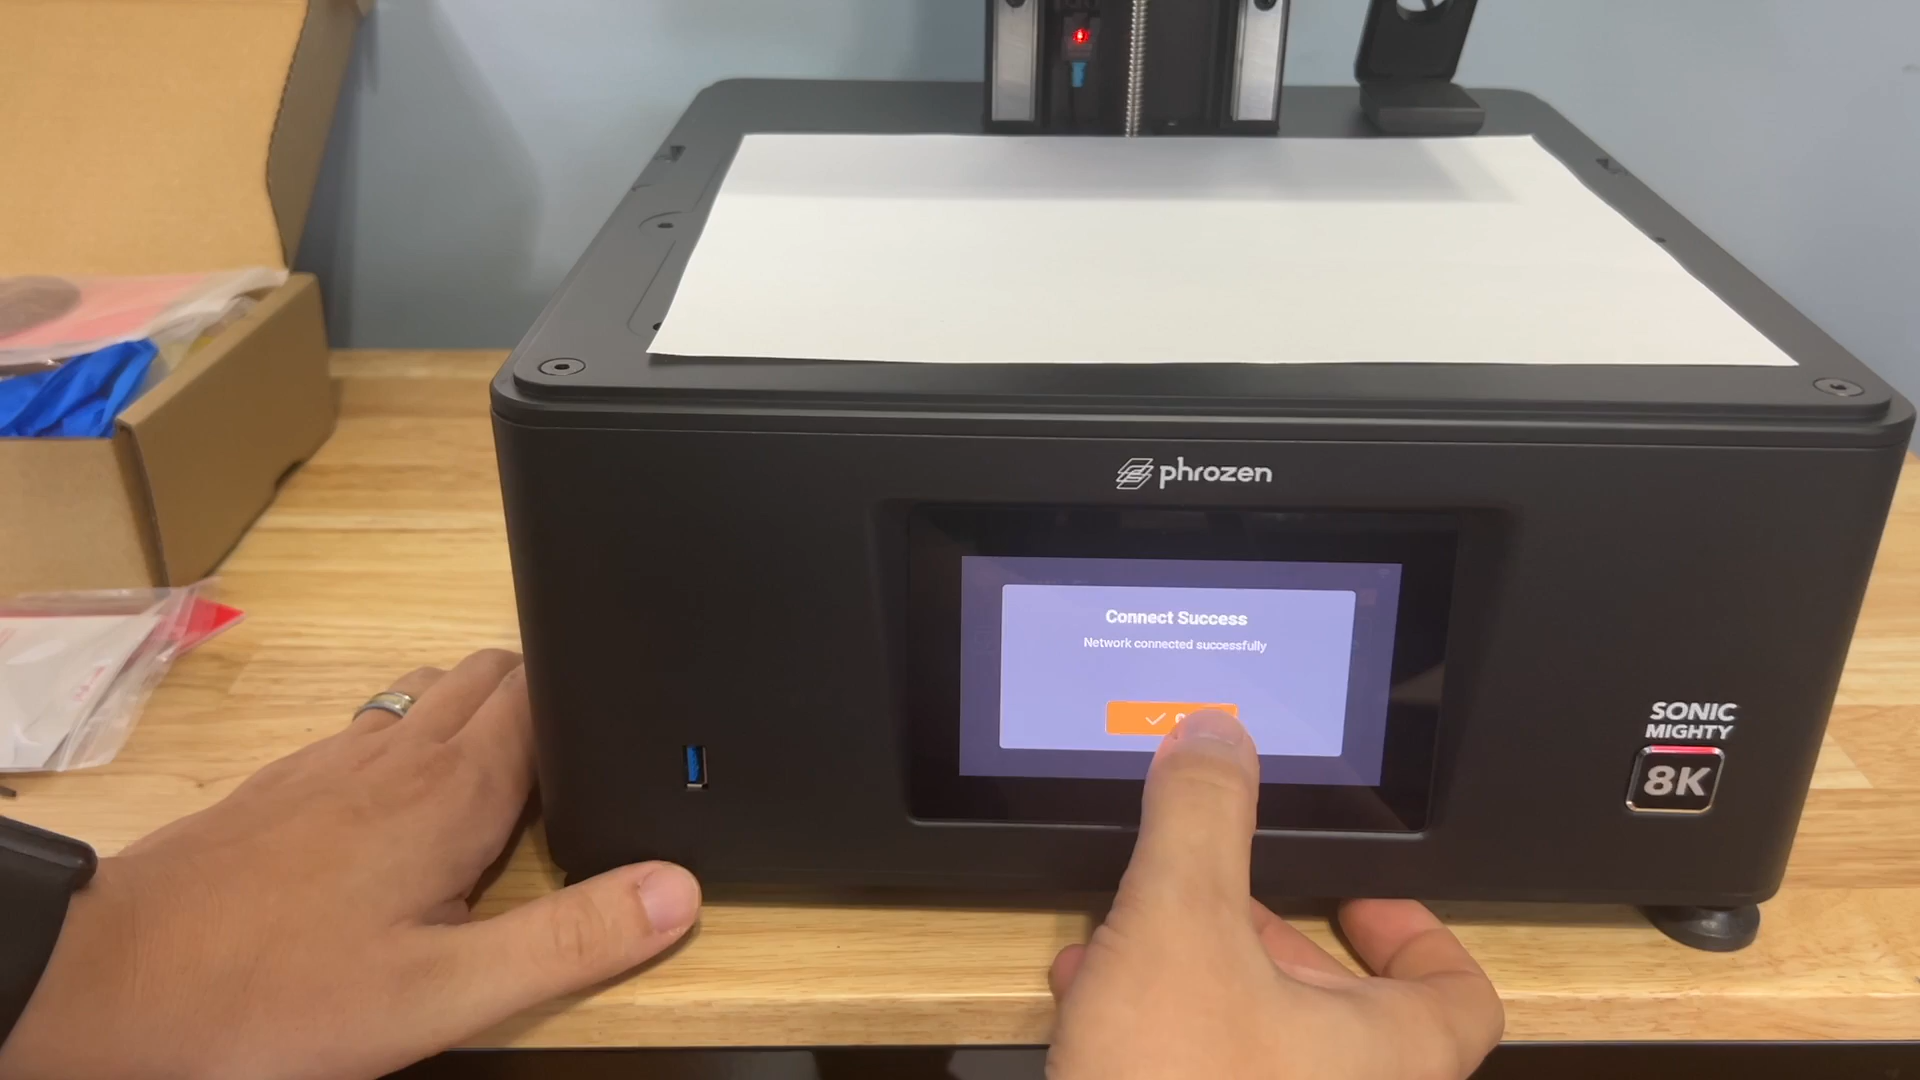 phrozen
Connect Success
Network connected successfully
SONIC
MIGHTY
8K